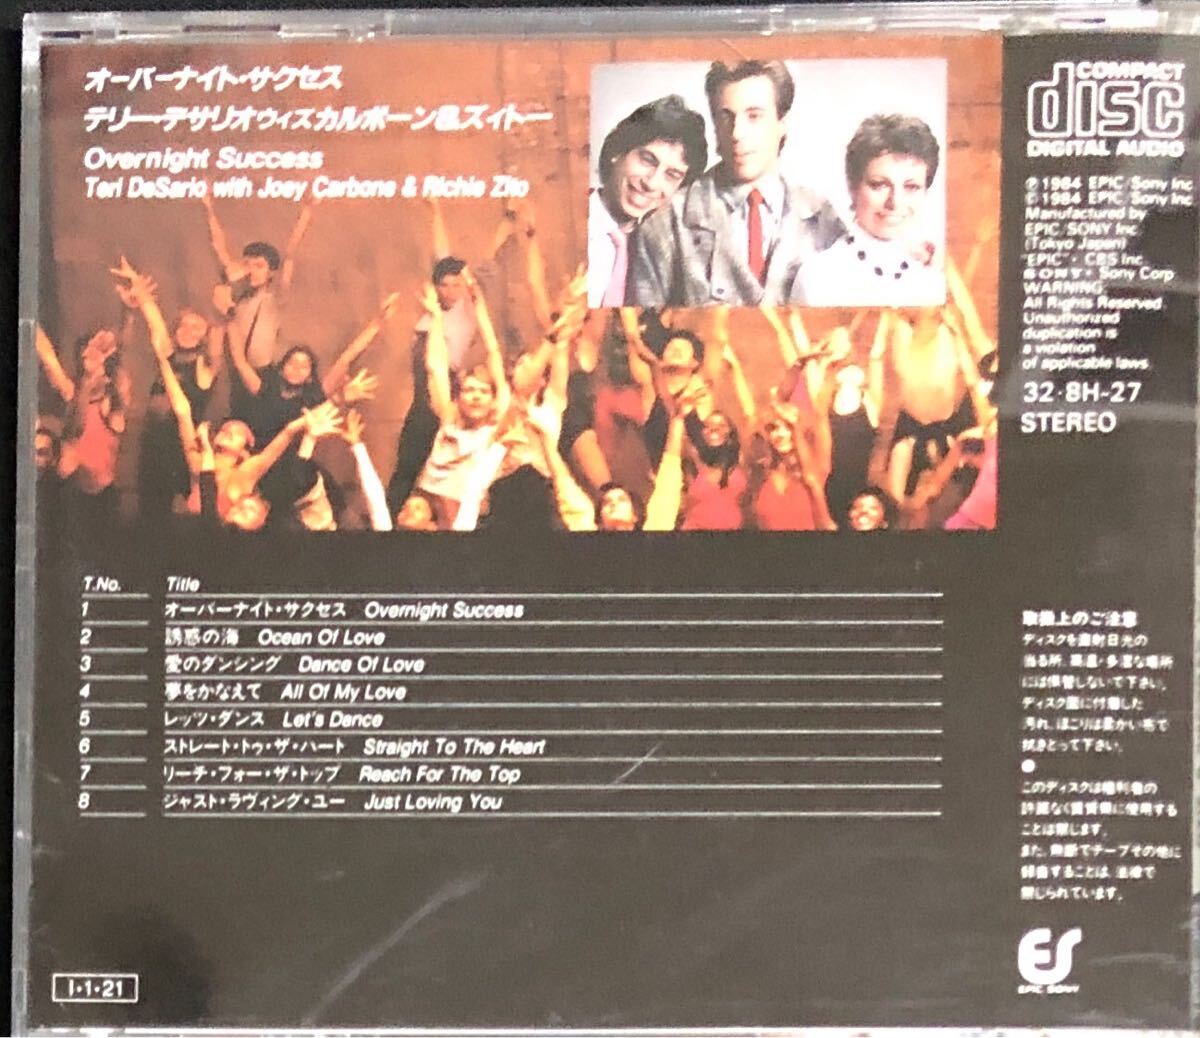 オーバーナイト・サクセス
テリー・デサリオウィズカルボーン&ズィトー
Overnight Success
Teri DeSario with Joey Carbone & Richie Zito
COMPACT
disc
DIGITAL AUDIO
℗1984 EPIC/Sony Inc.
©1984 EPIC/Sony Inc.
Manufactured by
EPIC/SONY Inc.
(Tokyo Japan)
"EPIC"・CBS Inc.
SONY・Sony Corp.
WARNING:
All Rights Reserved.
Unauthorized
duplication is
a violation
of applicable laws.
32・8H-27
STEREO
T.No. Title
1 オーバーナイト・サクセス Overnight Success
2 誘惑の海 Ocean Of Love
3 愛のダンシング Dance Of Love
4 夢をかなえて All Of My Love
5 レッツ・ダンス Let's Dance
6 ストレート・トゥ・ザ・ハート Straight To The Heart
7 リーチ・フォー・ザ・トップ Reach For The Top
8 ジャスト・ラヴィング・ユー Just Loving You
取扱上のご注意
ディスクを直射日光の
当る所、高温・多湿な場所
には保管しないで下さい。
ディスク面に付着した
汚れ、ほこりは柔かい布で
拭きとって下さい。
●
このディスクは権利者の
許諾なく賃貸業に使用する
ことは禁じます。
また、無断でテープその他に
録音することは、法律で
禁じられています。
ES
EPIC SONY
I・1・21